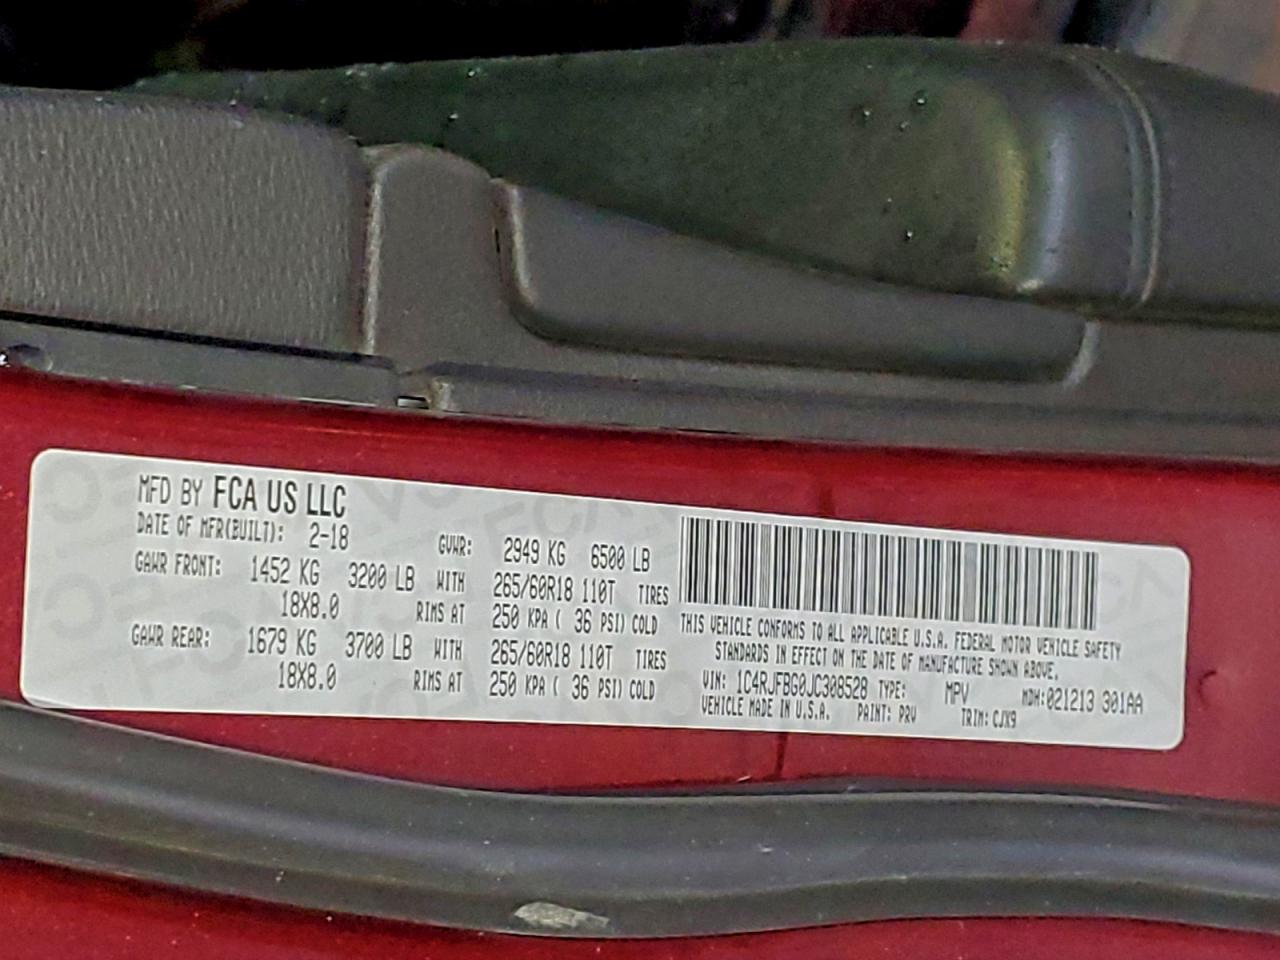 MFD BY FCA US LLC
DATE OF MFR(BUILT): 2-18 GVWR: 2949 KG 6500 LB
GAWR FRONT: 1452 KG 3200 LB WITH 265/60R18 110T TIRES
18X8.0 RIMS AT 250 KPA ( 36 PSI) COLD
GAWR REAR: 1679 KG 3700 LB WITH 265/60R18 110T TIRES
18X8.0 RIMS AT 250 KPA ( 36 PSI) COLD
THIS VEHICLE CONFORMS TO ALL APPLICABLE U.S.A. FEDERAL MOTOR VEHICLE SAFETY
STANDARDS IN EFFECT ON THE DATE OF MANUFACTURE SHOWN ABOVE.
VIN: 1C4RJFBG0JC308528 TYPE: MPV MDH:021213 301AA
VEHICLE MADE IN U.S.A. PAINT: PRV TRIM: CJX9